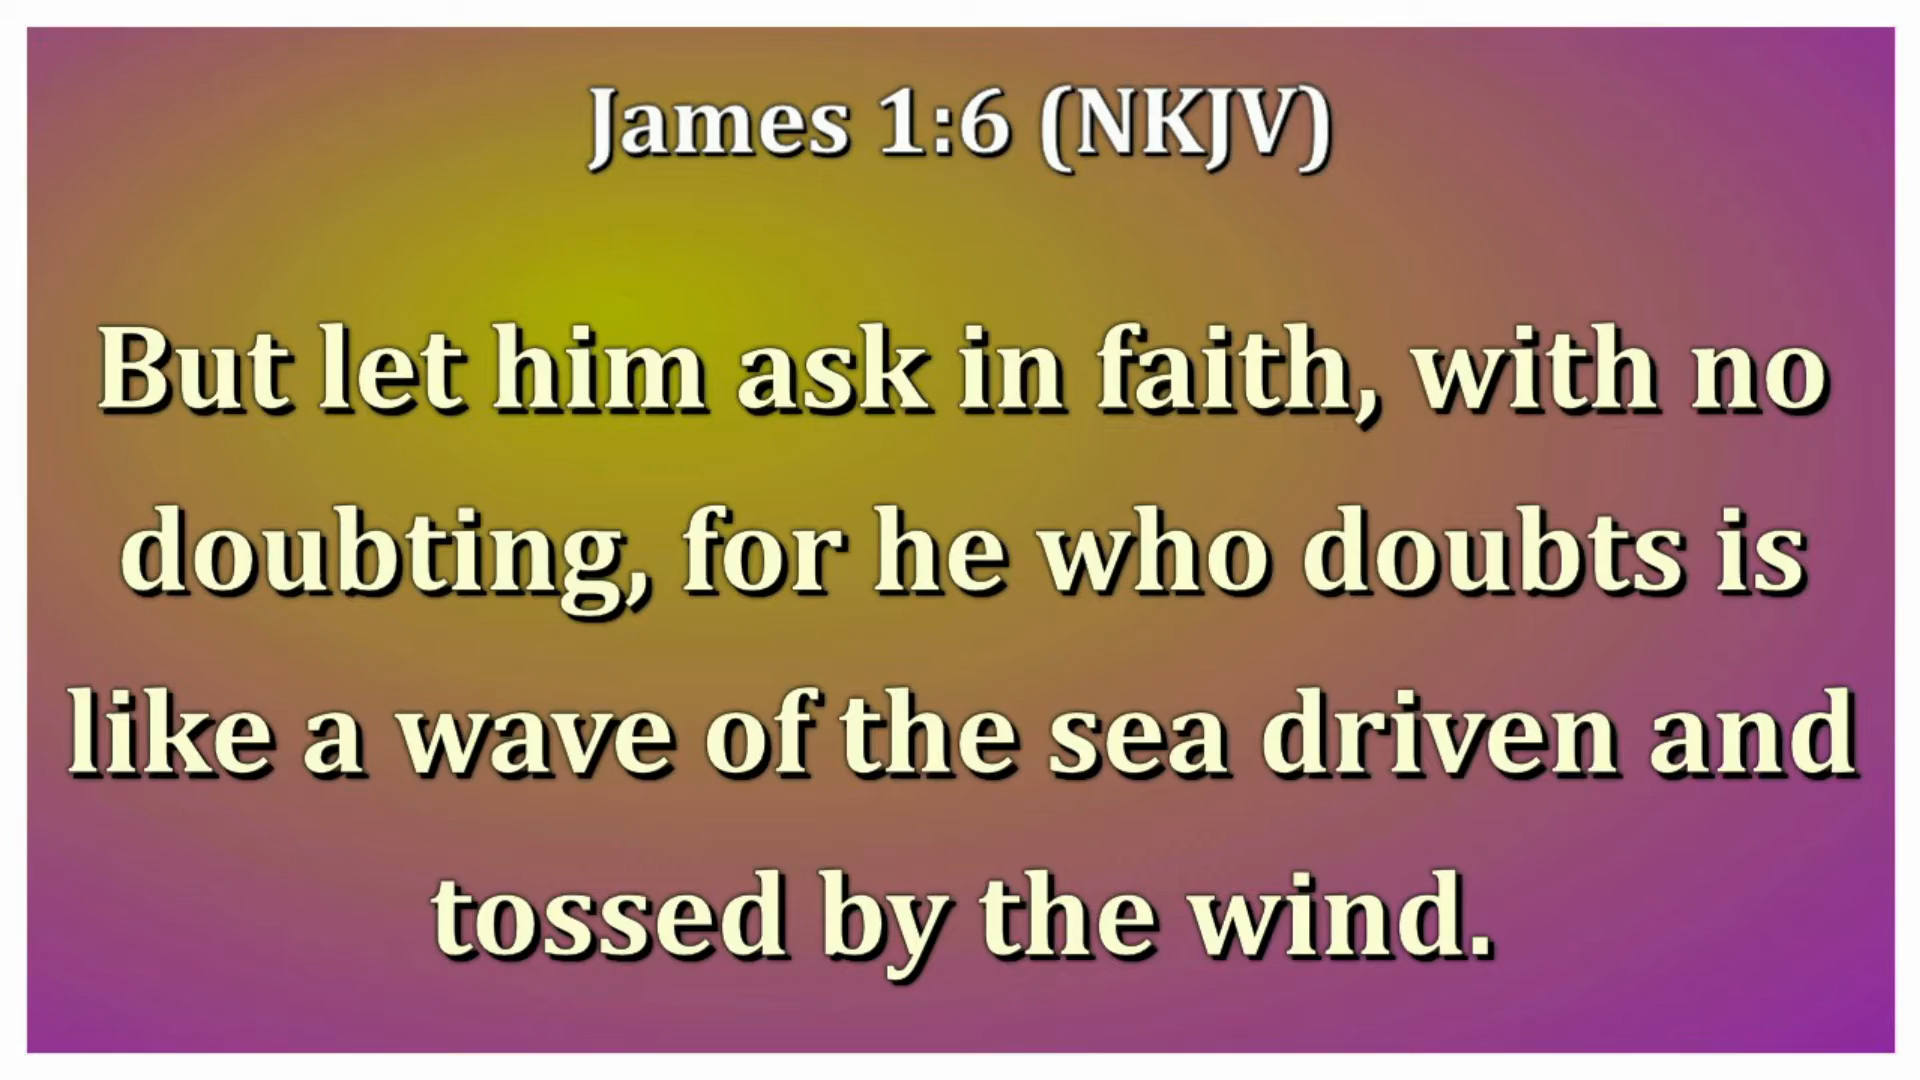 James 1:6 (NKJV)
But let him ask in faith, with no
doubting, for he who doubts is
like a wave of the sea driven and
tossed by the wind.